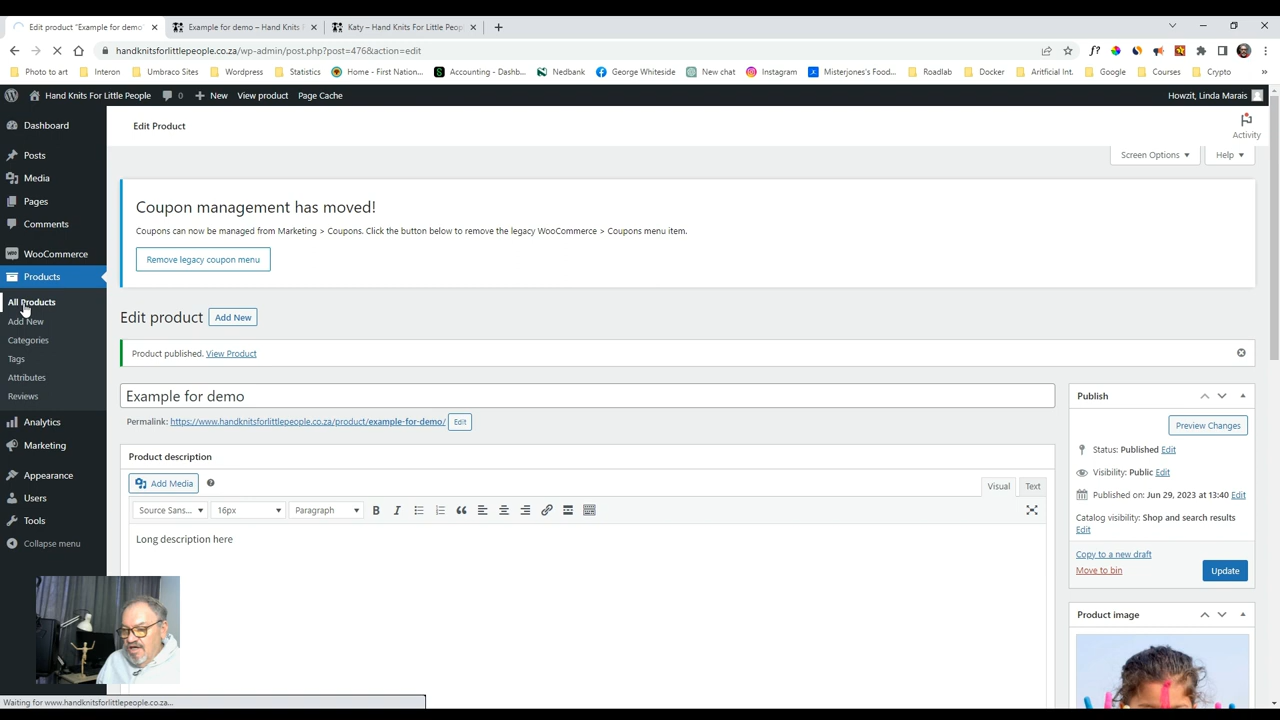 Edit product "Example for demo"
Example for demo – Hand Knits F
Katy – Hand Knits For Little Peopl
handknitsforlittlepeople.co.za/wp-admin/post.php?post=476&action=edit
f?
Photo to art
Interon
Umbraco Sites
Wordpress
Statistics
Home - First Nation...
Accounting - Dashb...
Nedbank
George Whiteside
New chat
Instagram
Misterjones's Food...
Roadlab
Docker
Aritficial Int.
Google
Courses
Crypto
»
Hand Knits For Little People
0
+ New
View product
Page Cache
Howzit, Linda Marais
Dashboard
Posts
Media
Pages
Comments
WooCommerce
Products
All Products
Add New
Categories
Tags
Attributes
Reviews
Analytics
Marketing
Appearance
Users
Tools
Collapse menu
Edit Product
Activity
Screen Options
Help
Coupon management has moved!
Coupons can now be managed from Marketing > Coupons. Click the button below to remove the legacy WooCommerce > Coupons menu item.
Remove legacy coupon menu
Edit product
Add New
Product published. View Product
Example for demo
Permalink: https://www.handknitsforlittlepeople.co.za/product/example-for-demo/ Edit
Product description
Add Media
Visual
Text
Source Sans...
16px
Paragraph
B
I
Long description here
Publish
Preview Changes
Status: Published Edit
Visibility: Public Edit
Published on: Jun 29, 2023 at 13:40 Edit
Catalog visibility: Shop and search results
Edit
Copy to a new draft
Move to bin
Update
Product image
Waiting for www.handknitsforlittlepeople.co.za...